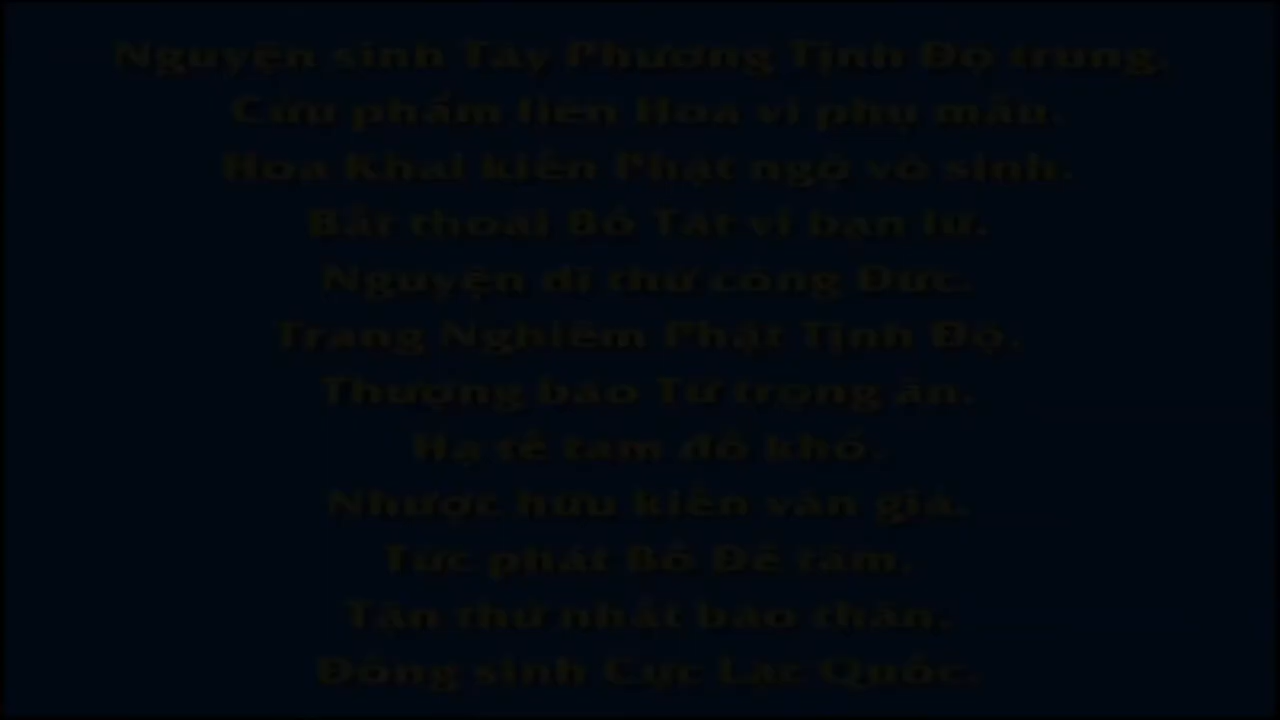 Nguyện sinh Tây Phương Tịnh Độ trung.
Cửu phẩm liên Hoa vi phụ mẫu.
Hoa Khai kiến Phật ngộ vô sinh.
Bất thoái Bồ Tát vi bạn lữ.
Nguyện dĩ thử công Đức.
Trang Nghiêm Phật Tịnh Độ.
Thượng báo Tứ trọng ân.
Hạ tế tam đồ khổ.
Nhược hữu kiến văn giả.
Tức phát Bồ Đề tâm.
Tận thử nhất báo thân.
Đồng sinh Cực Lạc Quốc.